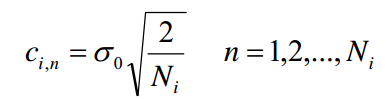 c_{i,n} = σ_0 √(2/N_i)   n = 1,2,..., N_i